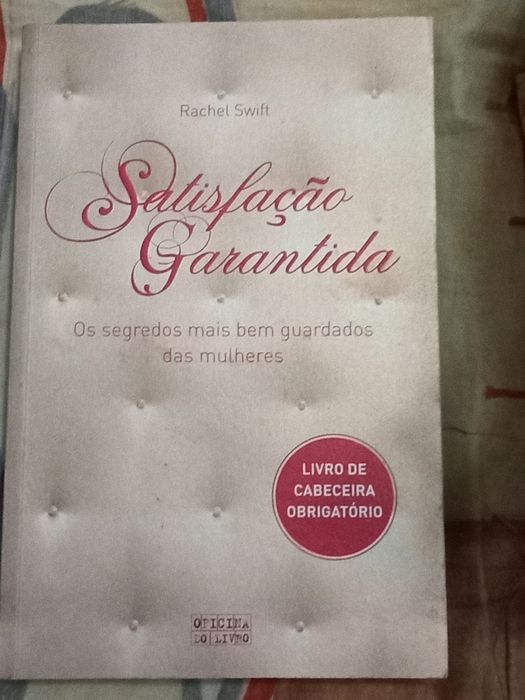 Rachel Swift
Satisfação
Garantida
Os segredos mais bem guardados
das mulheres
LIVRO DE
CABECEIRA
OBRIGATÓRIO
OFICINA
DO LIVRO